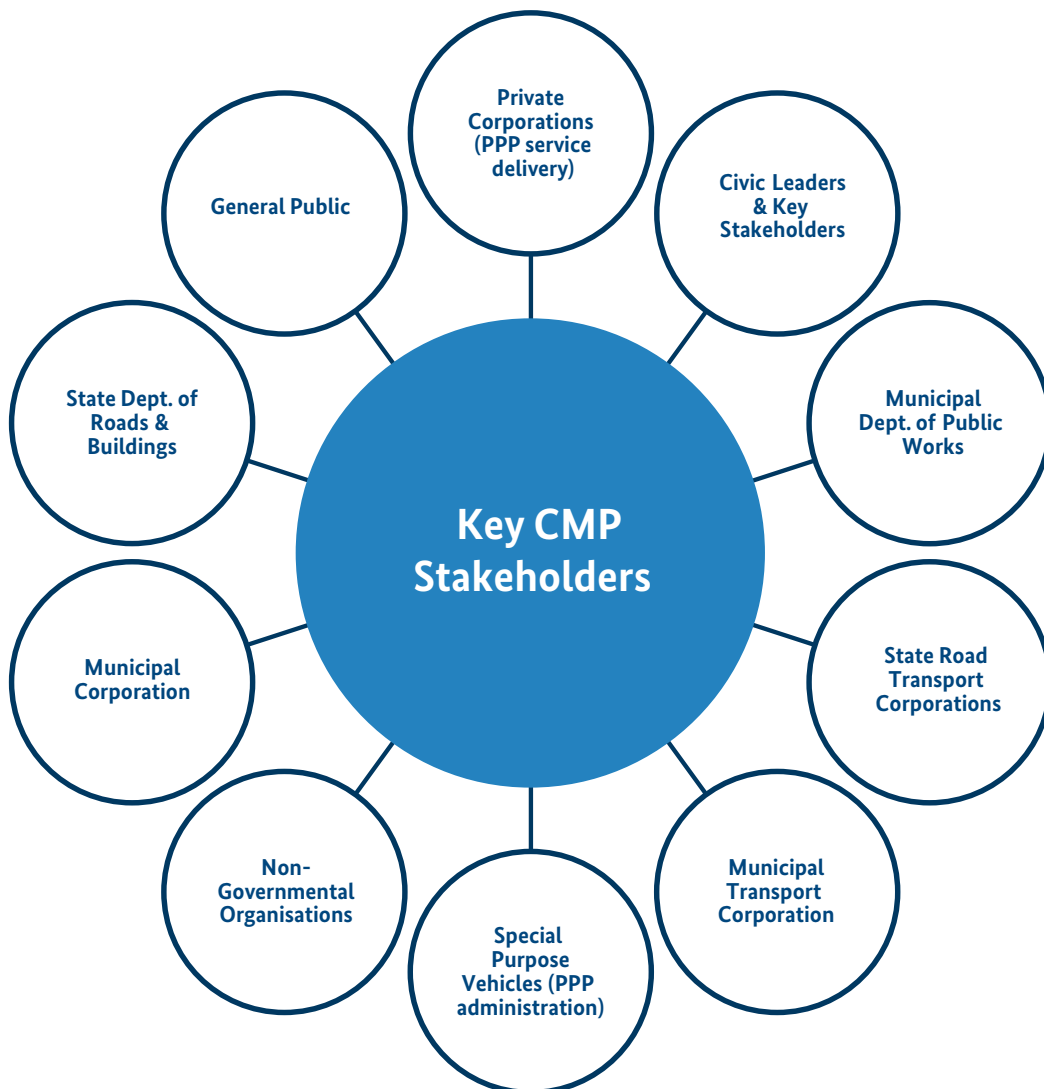 Private
Corporations
(PPP service
delivery)
Civic Leaders
& Key
Stakeholders
Municipal
Dept. of Public
Works
State Road
Transport
Corporations
Municipal
Transport
Corporation
Special
Purpose
Vehicles (PPP
administration)
Non-
Governmental
Organisations
Municipal
Corporation
State Dept. of
Roads &
Buildings
General Public
Key CMP
Stakeholders